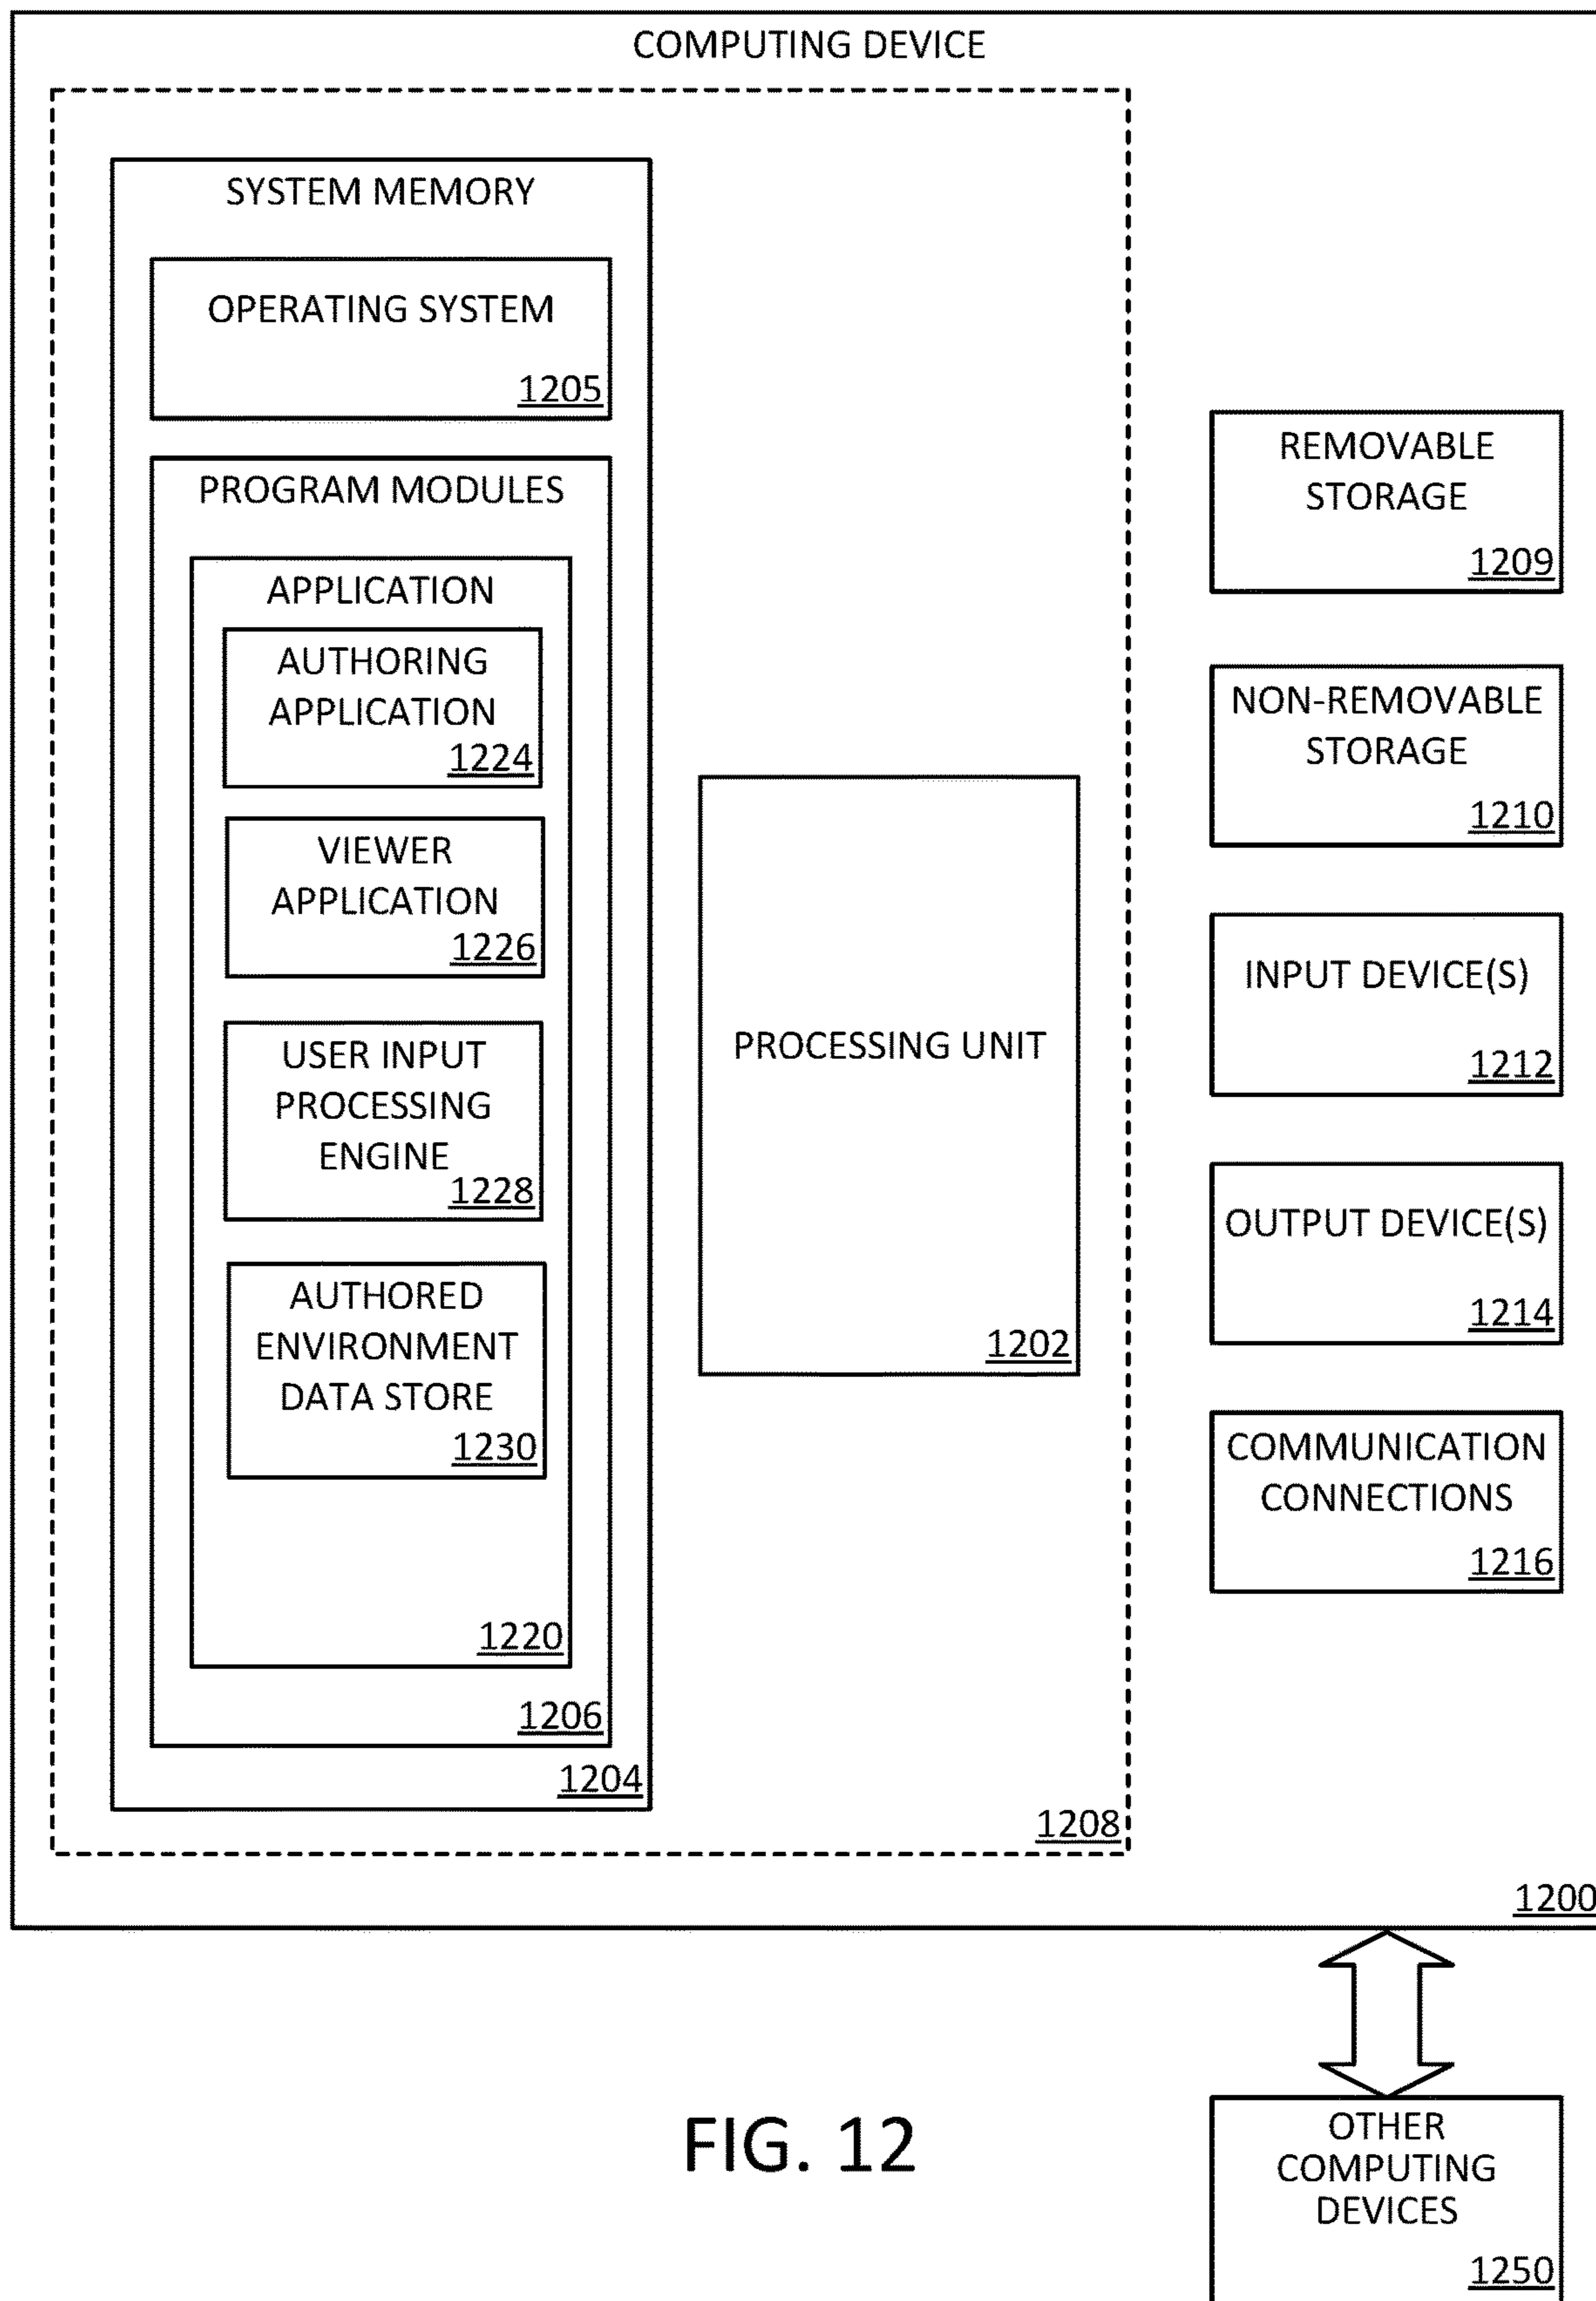 COMPUTING DEVICE
SYSTEM MEMORY
OPERATING SYSTEM
1205
PROGRAM MODULES
APPLICATION
AUTHORING
APPLICATION
1224
VIEWER
APPLICATION
1226
USER INPUT
PROCESSING
ENGINE
1228
AUTHORED
ENVIRONMENT
DATA STORE
1230
1220
1206
1204
PROCESSING UNIT
1202
1208
REMOVABLE
STORAGE
1209
NON-REMOVABLE
STORAGE
1210
INPUT DEVICE(S)
1212
OUTPUT DEVICE(S)
1214
COMMUNICATION
CONNECTIONS
1216
1200
FIG. 12
OTHER
COMPUTING
DEVICES
1250